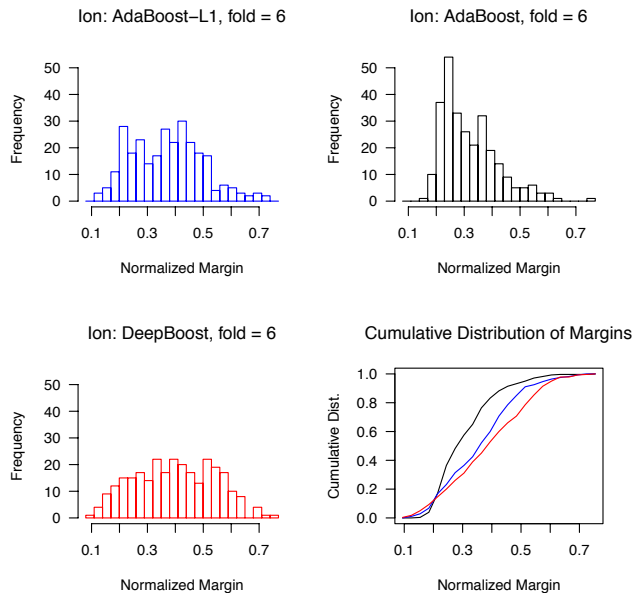 Ion: AdaBoost−L1, fold = 6
Frequency
50
40
30
20
10
0
0.1 0.3 0.5 0.7
Normalized Margin
Ion: AdaBoost, fold = 6
Frequency
50
40
30
20
10
0
0.1 0.3 0.5 0.7
Normalized Margin
Ion: DeepBoost, fold = 6
Frequency
50
40
30
20
10
0
0.1 0.3 0.5 0.7
Normalized Margin
Cumulative Distribution of Margins
Cumulative Dist.
1.0
0.8
0.6
0.4
0.2
0.0
0.1 0.3 0.5 0.7
Normalized Margin